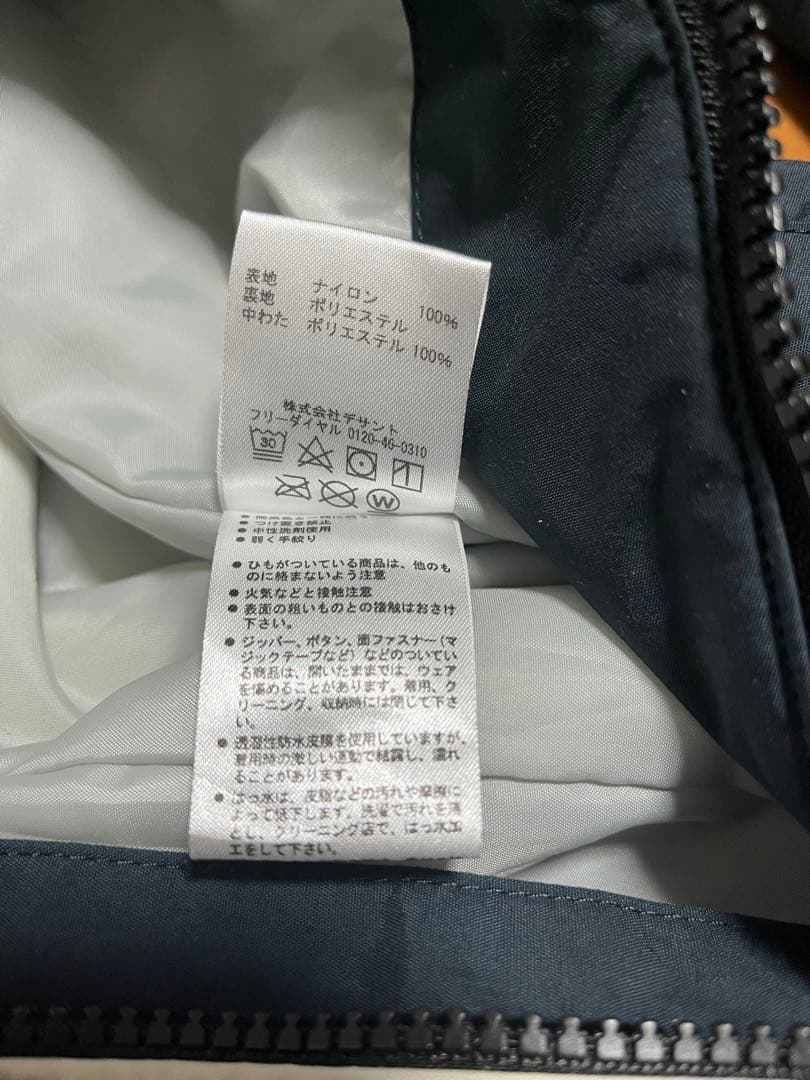 表地 ナイロン 100%
裏地 ポリエステル 100%
中わた ポリエステル 100%
株式会社デサント
フリーダイヤル 0120-46-0310
30
W
● つけ置き禁止
● 中性洗剤使用
● 弱く手絞り
● ひもがついている商品は、他のも
のに絡まないよう注意
● 火気などと接触注意
● 表面の粗いものとの接触はおさけ
下さい。
● ジッパー、ボタン、面ファスナー(マ
ジックテープなど)などのついてい
る商品は、開いたままでは、ウェア
を傷めることがあります。着用、ク
リーニング、収納時には閉じて下さ
い。
● 透湿性防水皮膜を使用していますが、
着用時の激しい運動で結露し、濡れ
ることがあります。
● はっ水は、皮脂などの汚れや摩擦に
よって低下します。洗濯で汚れを落
とし、クリーニング店で、はっ水加
工をして下さい。